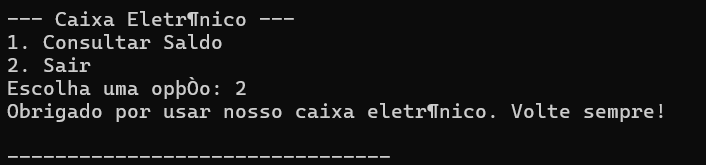 --- Caixa Eletr¶nico ---
1. Consultar Saldo
2. Sair
Escolha uma opþÒo: 2
Obrigado por usar nosso caixa eletr¶nico. Volte sempre!
--------------------------------